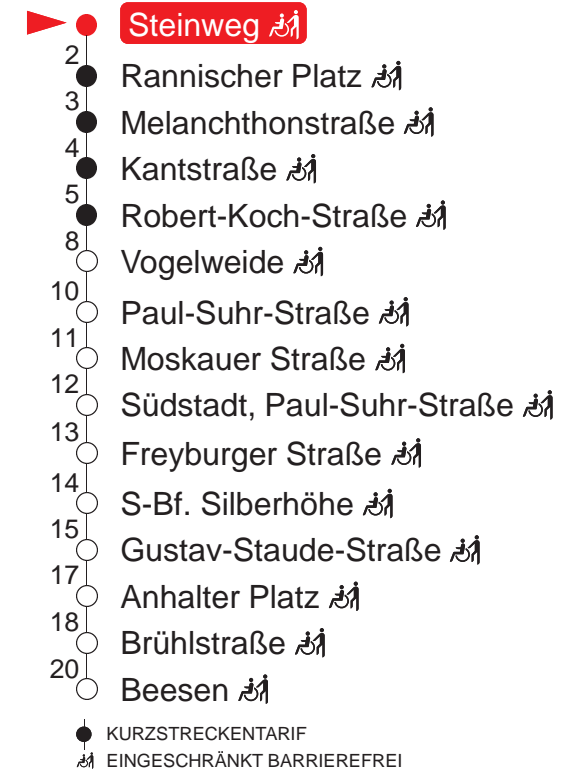 Steinweg
2
Rannischer Platz
3
Melanchthonstraße
4
Kantstraße
5
Robert-Koch-Straße
8
Vogelweide
10
Paul-Suhr-Straße
11
Moskauer Straße
12
Südstadt, Paul-Suhr-Straße
13
Freyburger Straße
14
S-Bf. Silberhöhe
15
Gustav-Staude-Straße
17
Anhalter Platz
18
Brühlstraße
20
Beesen
KURZSTRECKENTARIF
EINGESCHRÄNKT BARRIEREFREI